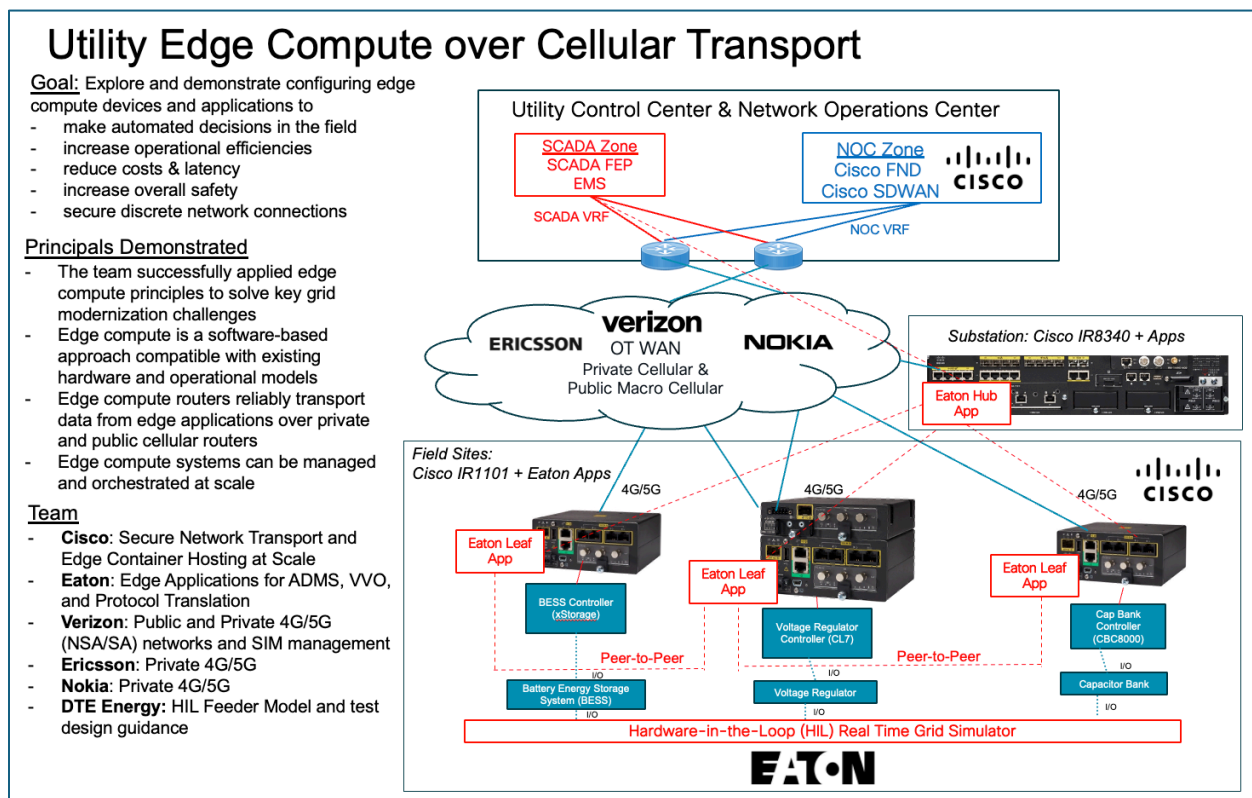 Utility Edge Compute over Cellular Transport
Goal: Explore and demonstrate configuring edge
compute devices and applications to
- make automated decisions in the field
- increase operational efficiencies
- reduce costs & latency
- increase overall safety
- secure discrete network connections
Principals Demonstrated
- The team successfully applied edge
compute principles to solve key grid
modernization challenges
- Edge compute is a software-based
approach compatible with existing
hardware and operational models
- Edge compute routers reliably transport
data from edge applications over private
and public cellular routers
- Edge compute systems can be managed
and orchestrated at scale
Team
- Cisco: Secure Network Transport and
Edge Container Hosting at Scale
- Eaton: Edge Applications for ADMS, VVO,
and Protocol Translation
- Verizon: Public and Private 4G/5G
(NSA/SA) networks and SIM management
- Ericsson: Private 4G/5G
- Nokia: Private 4G/5G
- DTE Energy: HIL Feeder Model and test
design guidance
Utility Control Center & Network Operations Center
SCADA Zone
SCADA FEP
EMS
NOC Zone
Cisco FND
Cisco SDWAN
CISCO
SCADA VRF
NOC VRF
ERICSSON
verizon
NOKIA
OT WAN
Private Cellular &
Public Macro Cellular
Substation: Cisco IR8340 + Apps
Eaton Hub
App
Field Sites:
Cisco IR1101 + Eaton Apps
CISCO
4G/5G
4G/5G
4G/5G
Eaton Leaf
App
Eaton Leaf
App
Eaton Leaf
App
BESS Controller
(xStorage)
Voltage Regulator
Controller (CL7)
Cap Bank
Controller
(CBC8000)
Peer-to-Peer
Peer-to-Peer
I/O
I/O
I/O
Battery Energy Storage
System (BESS)
Voltage Regulator
Capacitor Bank
I/O
I/O
I/O
Hardware-in-the-Loop (HIL) Real Time Grid Simulator
EATON